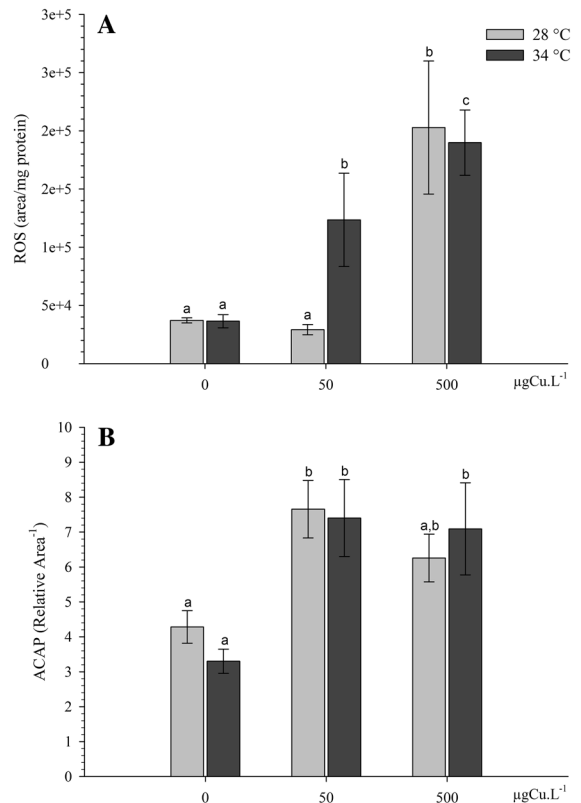 A
28 °C
34 °C
ROS (area/mg protein)
3e+5
3e+5
2e+5
2e+5
1e+5
5e+4
0
a a
a b
b c
0 50 500 µgCu.L-1
B
ACAP (Relative Area-1)
10
9
8
7
6
5
4
3
2
1
0
a a
b b
a,b b
0 50 500 µgCu.L-1